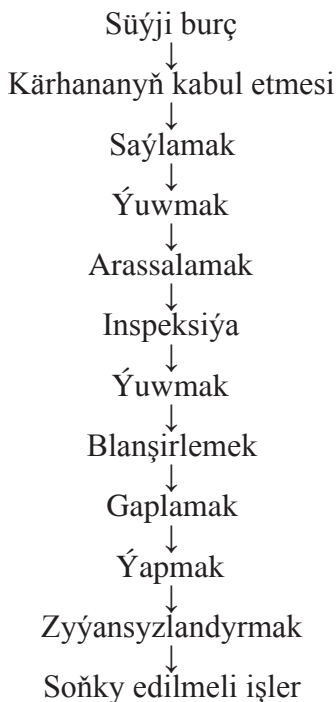 Süýji burç
↓
Kärhananyň kabul etmesi
↓
Saýlamak
↓
Ýuwmak
↓
Arassalamak
↓
Inspeksiýa
↓
Ýuwmak
↓
Blanşirlemek
↓
Gaplamak
↓
Ýapmak
↓
Zyýansyzlandyrmak
↓
Soňky edilmeli işler